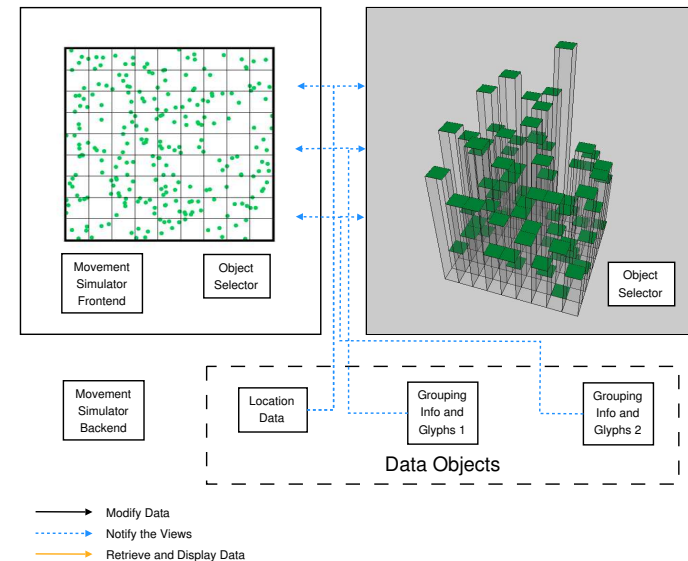 Movement
Simulator
Frontend
Object
Selector
Object
Selector
Movement
Simulator
Backend
Location
Data
Grouping
Info and
Glyphs 1
Grouping
Info and
Glyphs 2
Data Objects
Modify Data
Notify the Views
Retrieve and Display Data